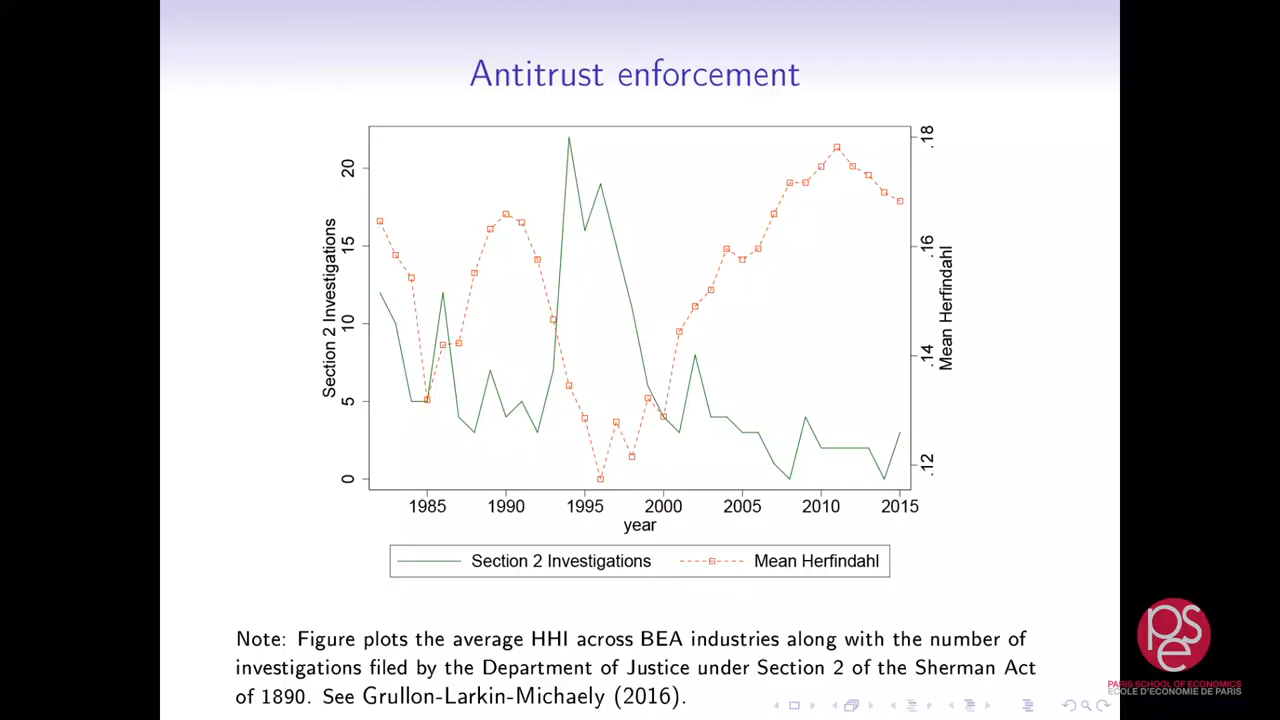 Antitrust enforcement
Section 2 Investigations
0
5
10
15
20
Mean Herfindahl
.12
.14
.16
.18
1985 1990 1995 2000 2005 2010 2015
year
Section 2 Investigations Mean Herfindahl
Note: Figure plots the average HHI across BEA industries along with the number of
investigations filed by the Department of Justice under Section 2 of the Sherman Act
of 1890. See Grullon-Larkin-Michaely (2016).
pse
PARIS SCHOOL OF ECONOMICS
ECOLE D'ECONOMIE DE PARIS